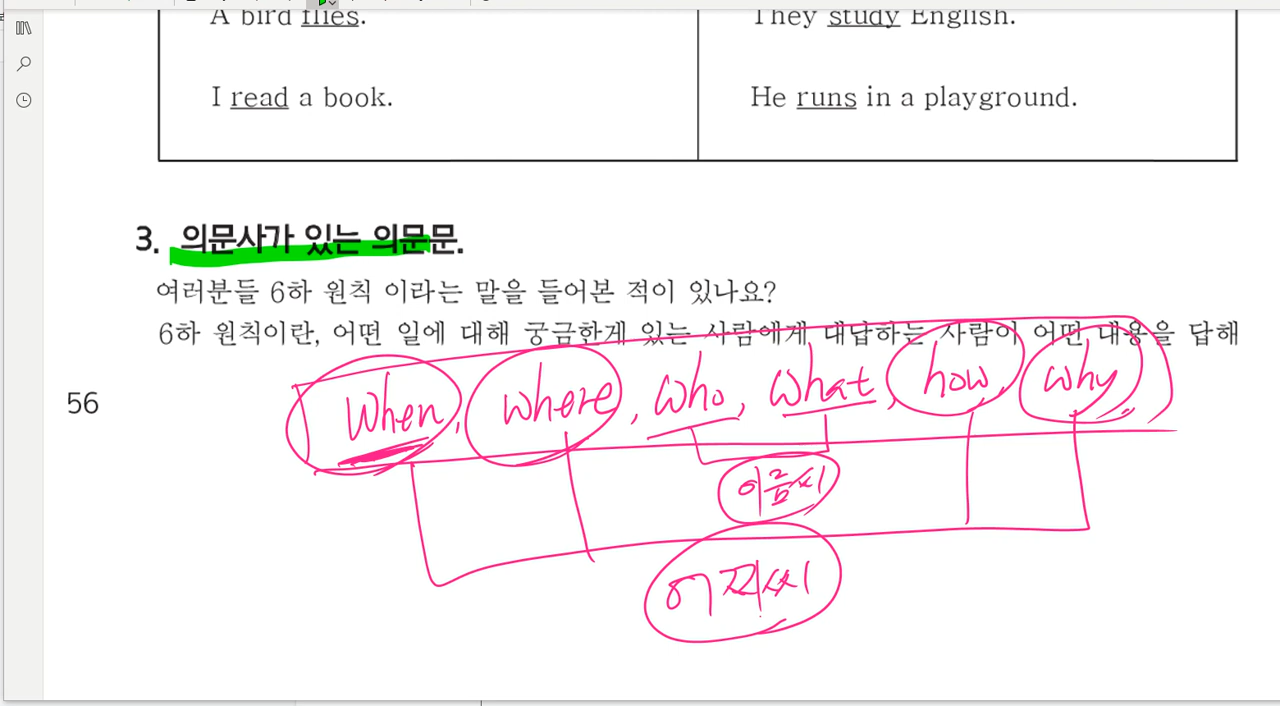 A bird flies.
They study English.
I read a book.
He runs in a playground.
3. 의문사가 있는 의문문.
여러분들 6하 원칙 이라는 말을 들어본 적이 있나요?
6하 원칙이란, 어떤 일에 대해 궁금한게 있는 사람에게 대답하는 사람이 어떤 내용을 답해
56
When, where, who, what, how, why
이름씨
어찌씨